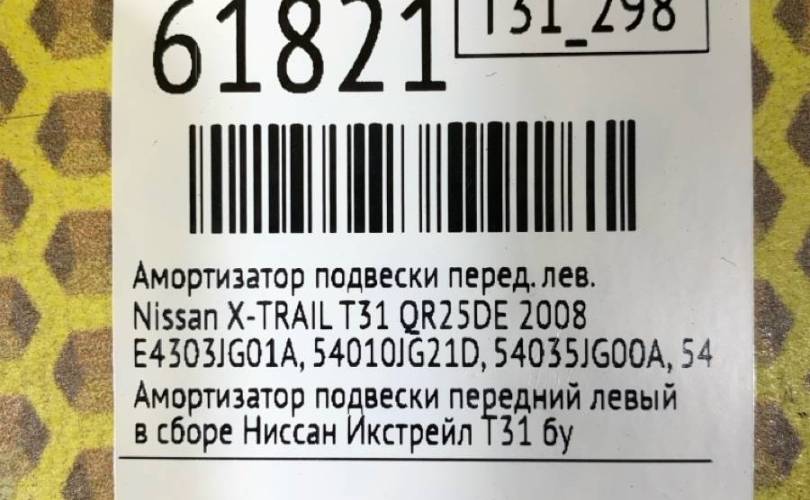 61821
T31_298
Амортизатор подвески перед. лев.
Nissan X-TRAIL T31 QR25DE 2008
E4303JG01A, 54010JG21D, 54035JG00A, 54
Амортизатор подвески передний левый
в сборе Ниссан Икстрейл Т31 бу